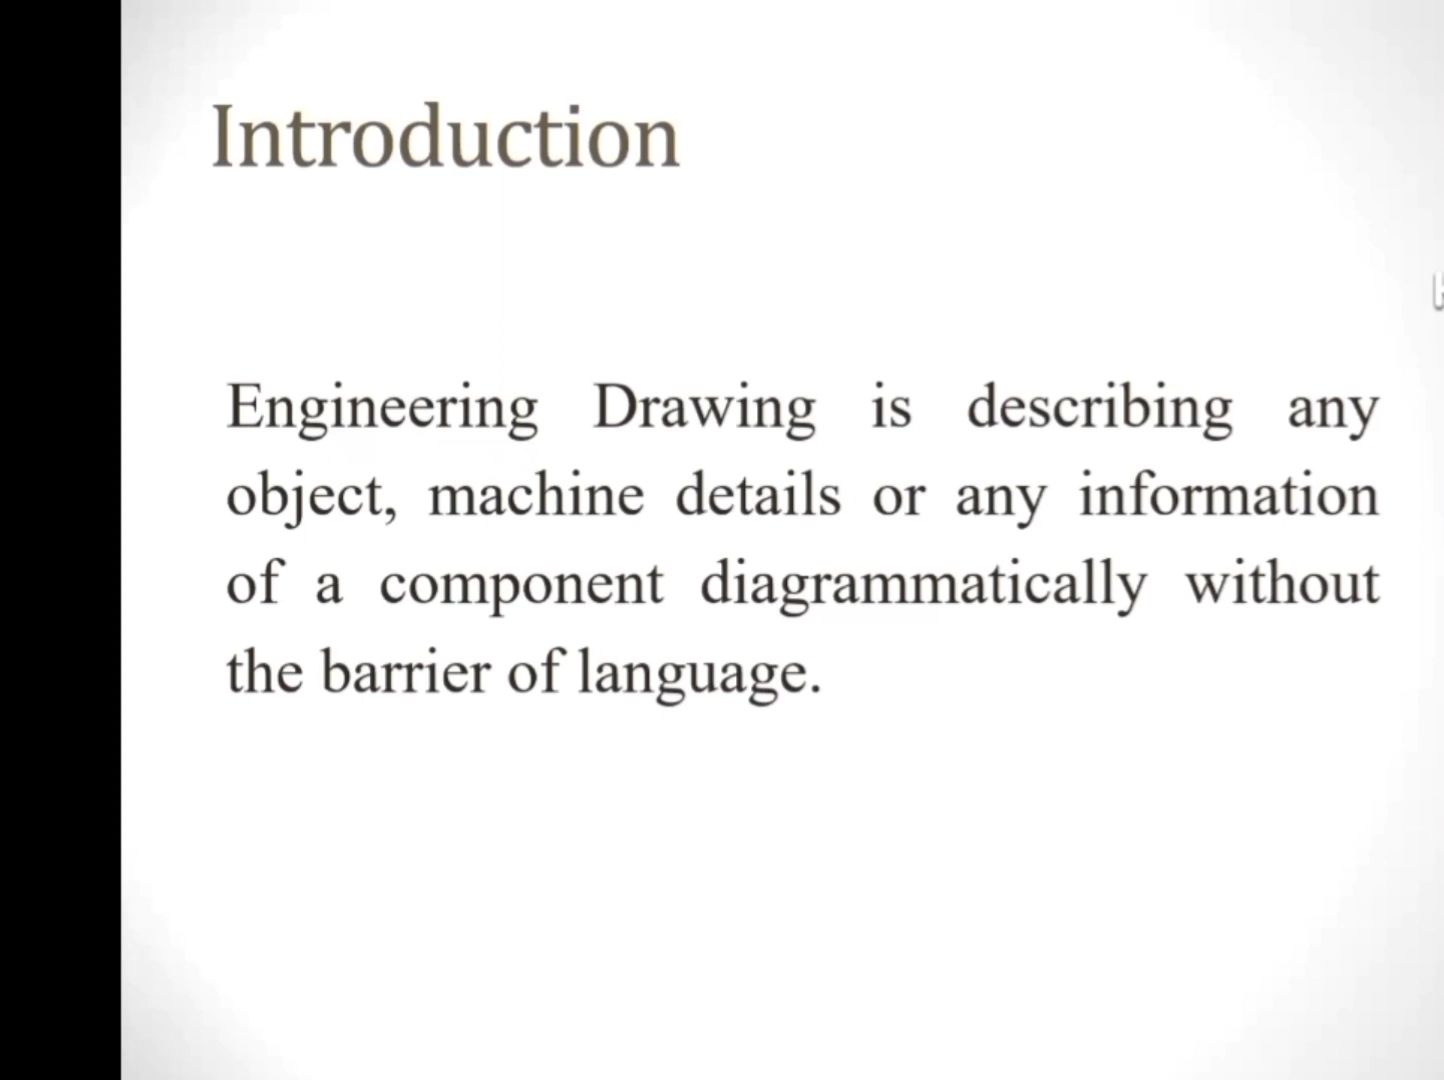 Introduction
Engineering Drawing is describing any
object, machine details or any information
of a component diagrammatically without
the barrier of language.